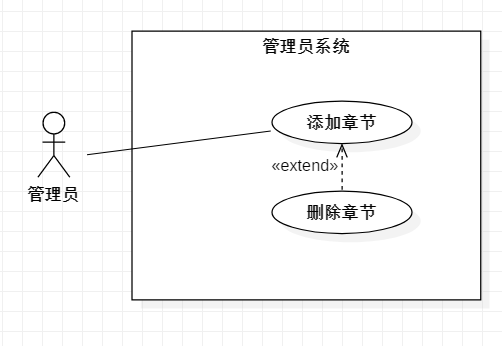 管理员系统
添加章节
«extend»
管理员
删除章节